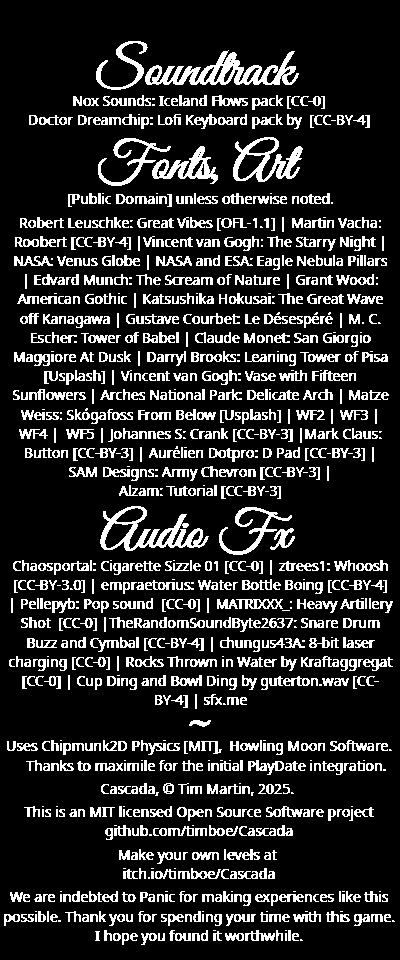 Soundtrack
Nox Sounds: Iceland Flows pack [CC-0]
Doctor Dreamchip: Lofi Keyboard pack by  [CC-BY-4]
Fonts, Art
[Public Domain] unless otherwise noted.
Robert Leuschke: Great Vibes [OFL-1.1] | Martin Vacha:
Roobert [CC-BY-4] |Vincent van Gogh: The Starry Night |
NASA: Venus Globe | NASA and ESA: Eagle Nebula Pillars
| Edvard Munch: The Scream of Nature | Grant Wood:
American Gothic | Katsushika Hokusai: The Great Wave
off Kanagawa | Gustave Courbet: Le Désespéré | M. C.
Escher: Tower of Babel | Claude Monet: San Giorgio
Maggiore At Dusk | Darryl Brooks: Leaning Tower of Pisa
[Usplash] | Vincent van Gogh: Vase with Fifteen
Sunflowers | Arches National Park: Delicate Arch | Matze
Weiss: Skógafoss From Below [Usplash] | WF2 | WF3 |
WF4 |  WF5 | Johannes S: Crank [CC-BY-3] |Mark Claus:
Button [CC-BY-3] | Aurélien Dotpro: D Pad [CC-BY-3] |
SAM Designs: Army Chevron [CC-BY-3] |
Alzam: Tutorial [CC-BY-3]
Audio Fx
Chaosportal: Cigarette Sizzle 01 [CC-0] | ztrees1: Whoosh
[CC-BY-3.0] | empraetorius: Water Bottle Boing [CC-BY-4]
| Pellepyb: Pop sound  [CC-0] | MATRIXXX_: Heavy Artillery
Shot  [CC-0] |TheRandomSoundByte2637: Snare Drum
Buzz and Cymbal [CC-BY-4] | chungus43A: 8-bit laser
charging [CC-0] | Rocks Thrown in Water by Kraftaggregat
[CC-0] | Cup Ding and Bowl Ding by guterton.wav [CC-
BY-4] | sfx.me
~
Uses Chipmunk2D Physics [MIT],  Howling Moon Software.
Thanks to maximile for the initial PlayDate integration.
Cascada, © Tim Martin, 2025.
This is an MIT licensed Open Source Software project
github.com/timboe/Cascada
Make your own levels at
itch.io/timboe/Cascada
We are indebted to Panic for making experiences like this
possible. Thank you for spending your time with this game.
I hope you found it worthwhile.